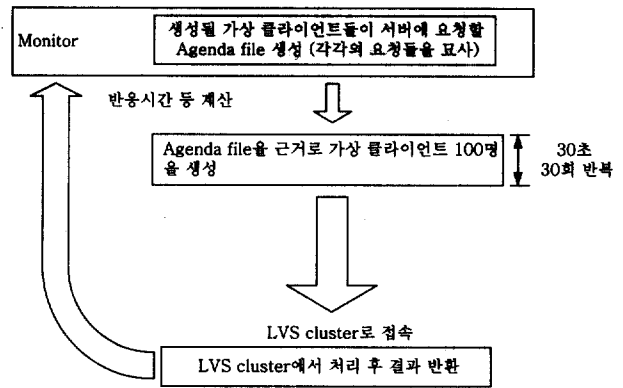 생성될 가상 클라이언트들이 서버에 요청할
Monitor
Agenda file 생성 (각각의 요청들을 묘사)
반응시간 등 계산
Agenda file을 근거로 가상 클라이언트 100명
을 생성
30초
30회 반복
LVS cluster로 접속
LVS cluster에서 처리 후 결과 반환